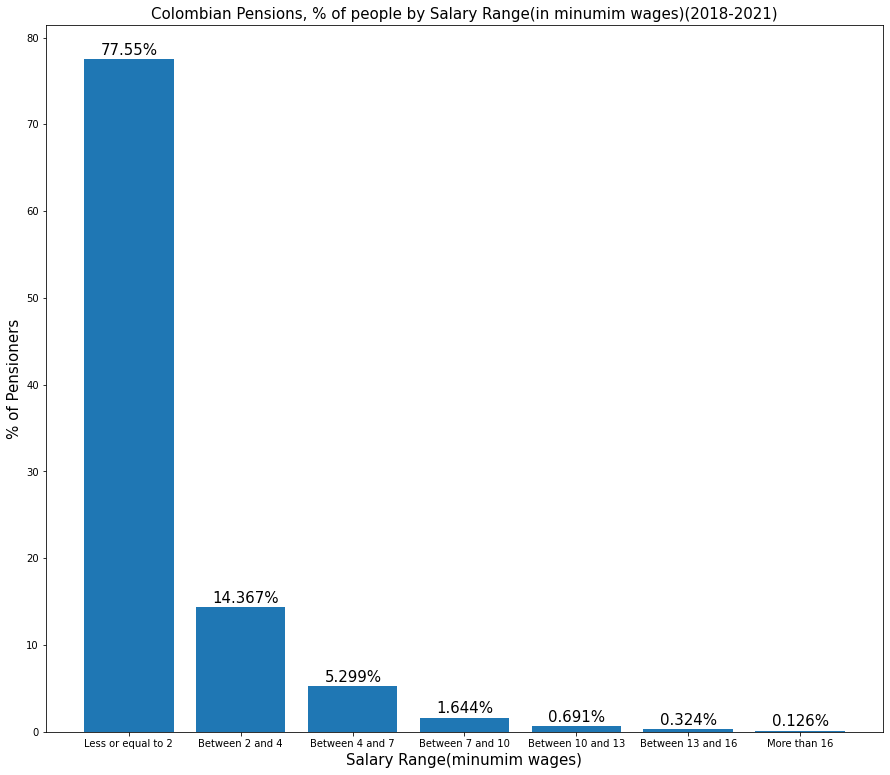 Colombian Pensions, % of people by Salary Range(in minumim wages)(2018-2021)
% of Pensioners
80
70
60
50
40
30
20
10
0
77.55%
14.367%
5.299%
1.644%
0.691%
0.324%
0.126%
Less or equal to 2
Between 2 and 4
Between 4 and 7
Between 7 and 10
Between 10 and 13
Between 13 and 16
More than 16
Salary Range(minumim wages)